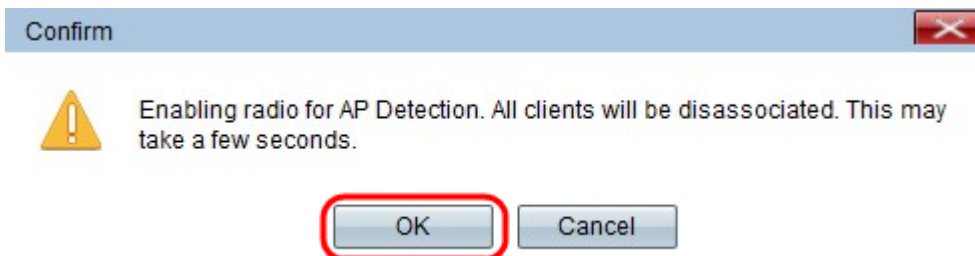 Confirm
Enabling radio for AP Detection. All clients will be disassociated. This may
take a few seconds.
OK
Cancel